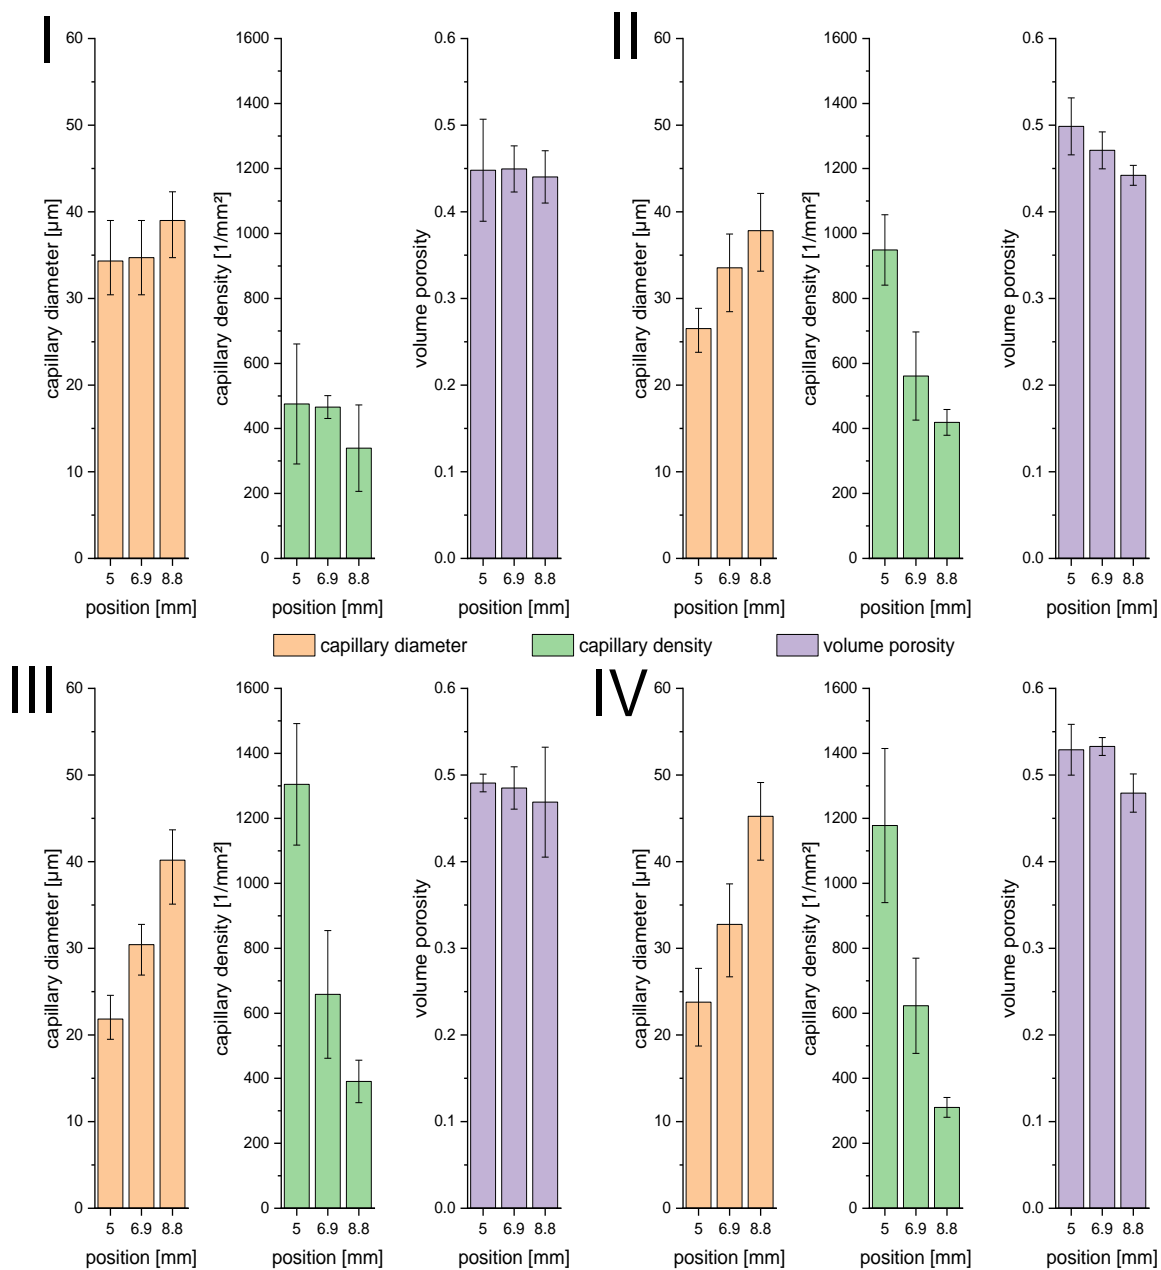 I
capillary diameter [µm]
60
50
40
30
20
10
0
5 6.9 8.8
position [mm]
capillary density [1/mm²]
1600
1400
1200
1000
800
600
400
200
0
5 6.9 8.8
position [mm]
volume porosity
0.6
0.5
0.4
0.3
0.2
0.1
0.0
5 6.9 8.8
position [mm]
II
capillary diameter [µm]
60
50
40
30
20
10
0
5 6.9 8.8
position [mm]
capillary density [1/mm²]
1600
1400
1200
1000
800
600
400
200
0
5 6.9 8.8
position [mm]
volume porosity
0.6
0.5
0.4
0.3
0.2
0.1
0.0
5 6.9 8.8
position [mm]
capillary diameter capillary density volume porosity
III
capillary diameter [µm]
60
50
40
30
20
10
0
5 6.9 8.8
position [mm]
capillary density [1/mm²]
1600
1400
1200
1000
800
600
400
200
0
5 6.9 8.8
position [mm]
volume porosity
0.6
0.5
0.4
0.3
0.2
0.1
0.0
5 6.9 8.8
position [mm]
IV
capillary diameter [µm]
60
50
40
30
20
10
0
5 6.9 8.8
position [mm]
capillary density [1/mm²]
1600
1400
1200
1000
800
600
400
200
0
5 6.9 8.8
position [mm]
volume porosity
0.6
0.5
0.4
0.3
0.2
0.1
0.0
5 6.9 8.8
position [mm]